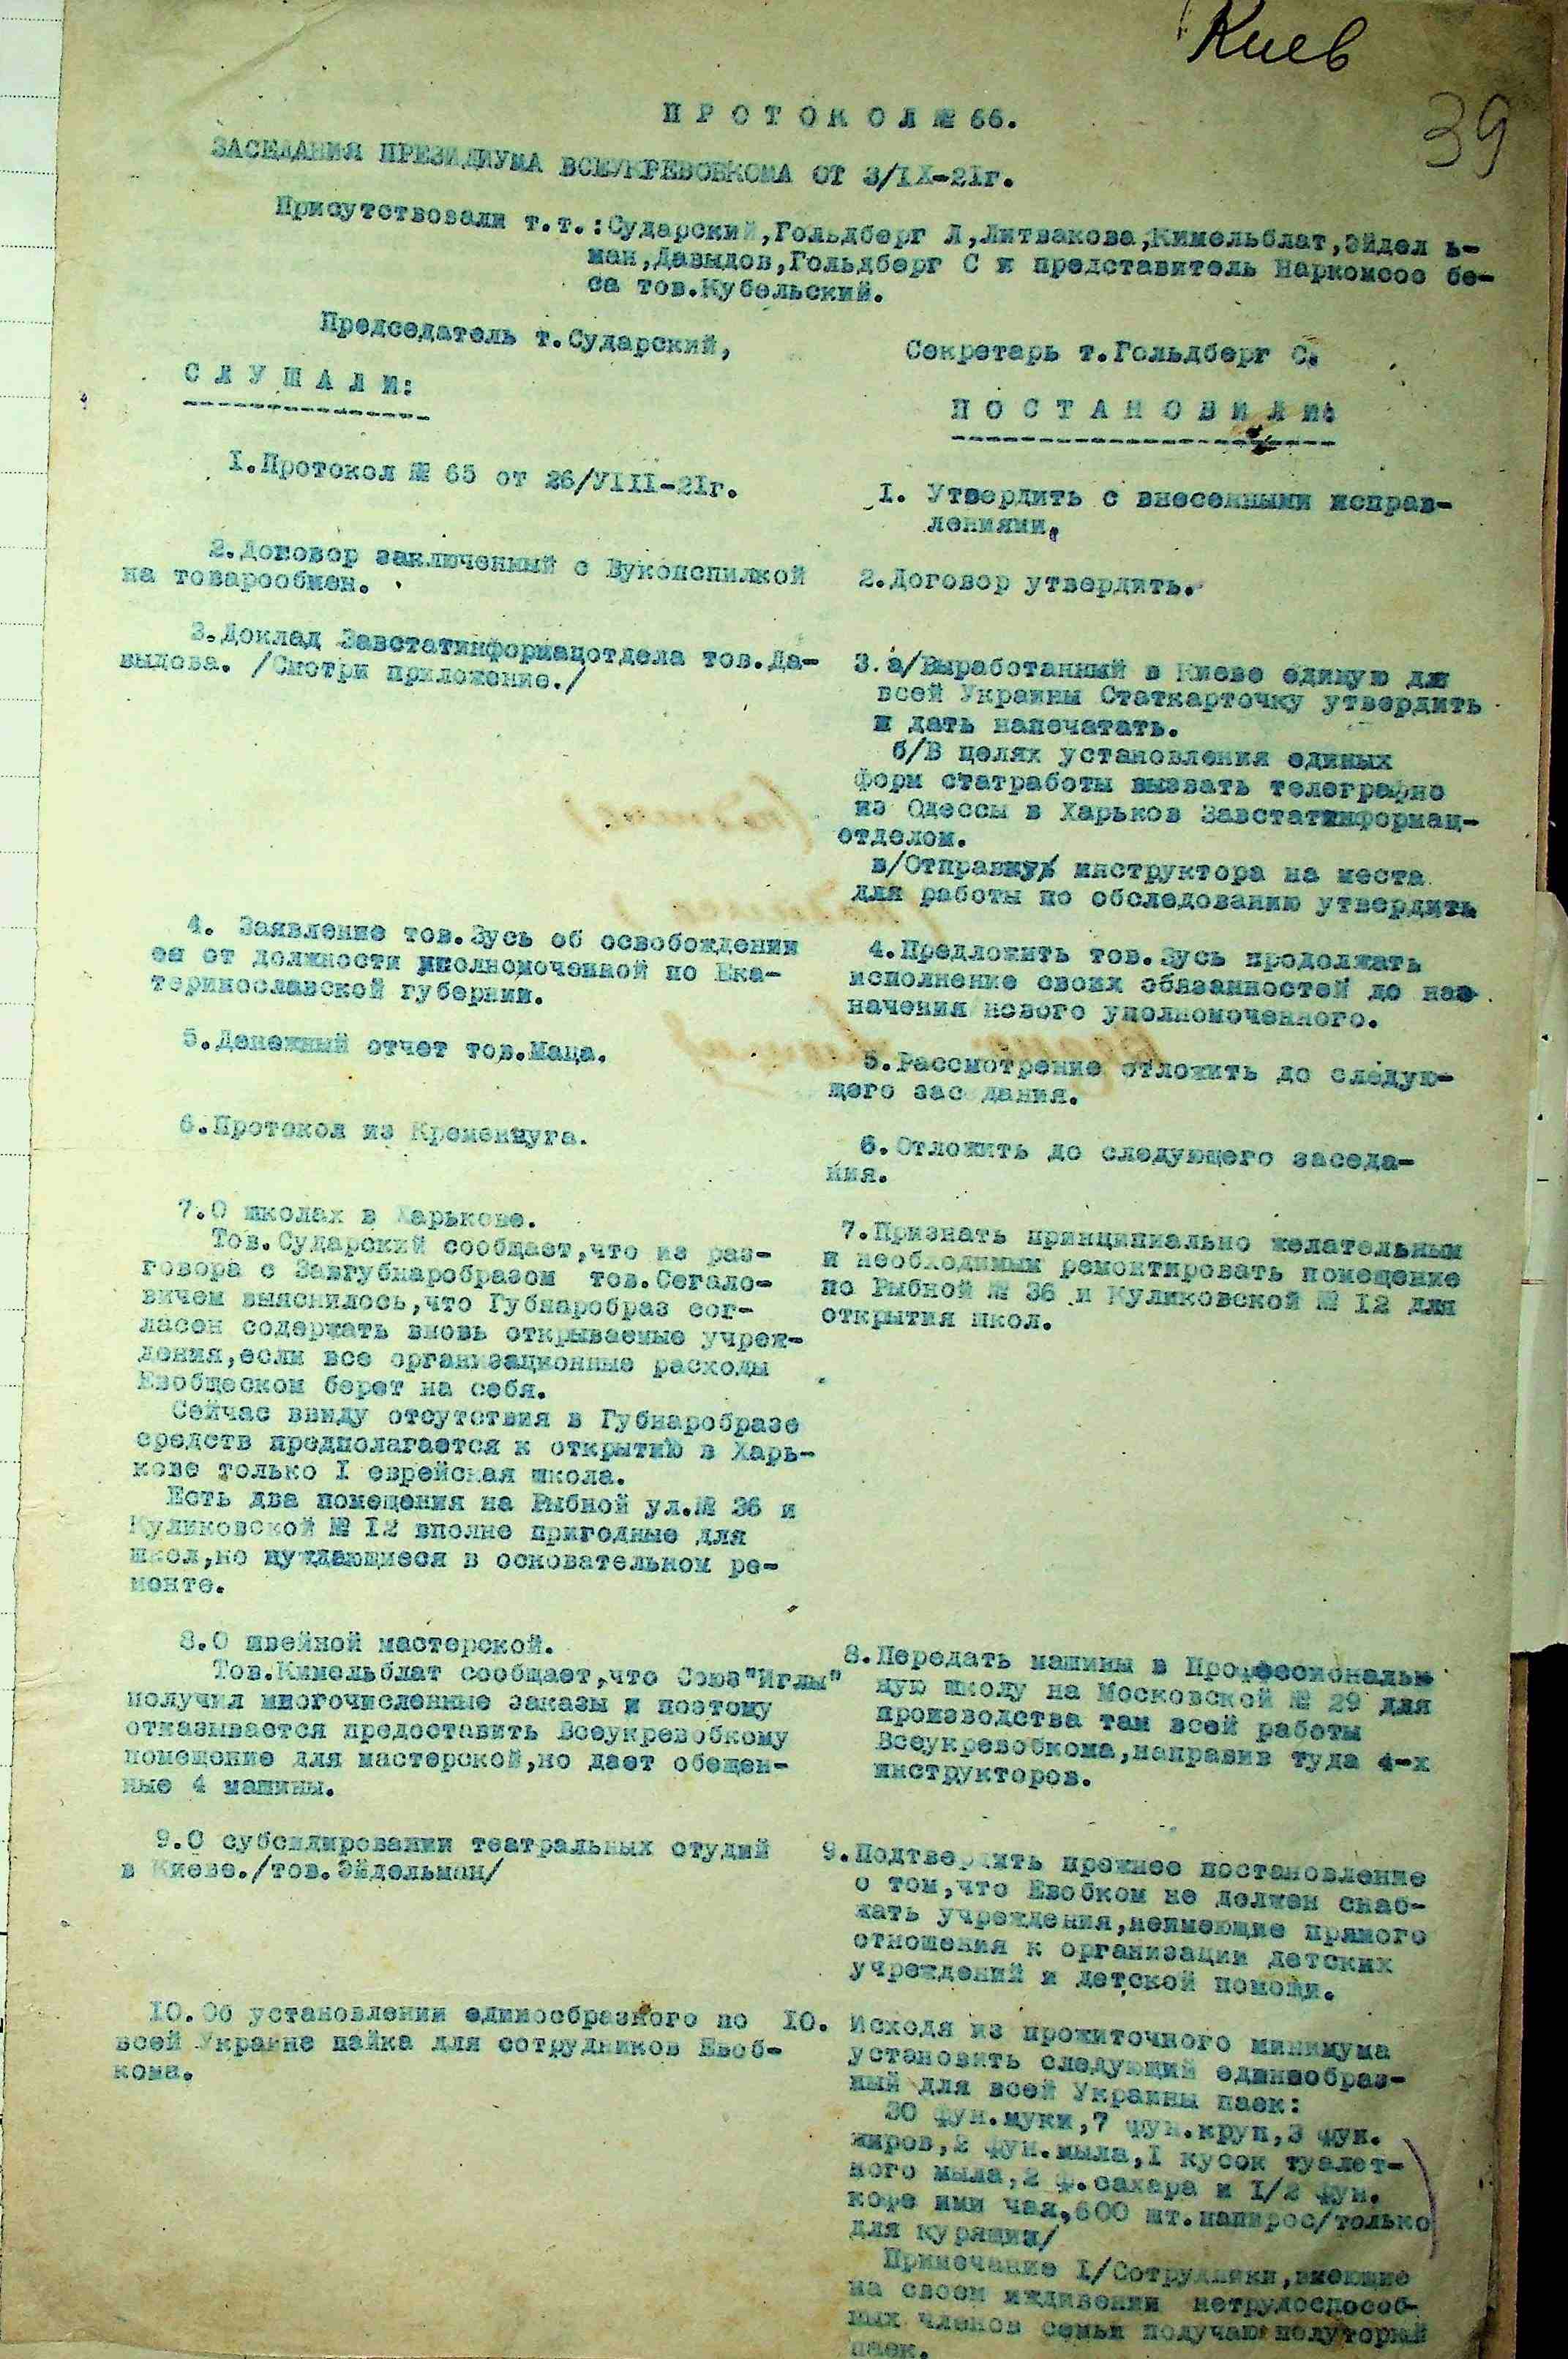 Киев
39
П Р О Т О К О Л № 66.
ЗАСЕДАНИЯ ПРЕЗИДИУМА ВСЕУКРЕВОБКОМА ОТ 3/IX-2Iг.
Присутствовали т.т.:Сударский,Гольдберг Л,Литвакова,Кимельблат,Эйдел ь-
ман,Давыдов,Гольдберг С и представитель Наркомсос бе-
са тов.Кубельский.
Председатель т.Сударский,
Секретарь т.Гольдберг С.
С Л У Ш А Л И:
П О С Т А Н О В И Л И:
I.Протокол № 65 от 26/УIII-2Iг.
I. Утвердить с внесенными исправ-
лениями.
2.Договор заключенный с Вукопспилкой
на товарообмен.
2.Договор утвердить.
3.Доклад Завстатинформацотдела тов.Да-
выдова. /Смотри приложение./
3.а/Выработанный в Киеве единую для
всей Украины Статкарточку утвердить
и дать напечатать.
б/В целях установления единых
форм статработы вызвать телеграфно
из Одессы в Харьков Завстатинформац-
отделом.
в/Отправку инструктора на места
для работы по обследованию утвердить
4. Заявление тов.Зусь об освобождении
ее от должности уполномоченной по Ека-
теринославской губернии.
4.Предложить тов.Зусь продолжать
исполнение своих обязанностей до наз-
начения нового уполномоченного.
5.Денежный отчет тов.Маца.
5.Рассмотрение отложить до следую-
щего зас дания.
6.Протокол из Кременчуга.
6.Отложить до следующего заседа-
ния.
7.О школах в Харькове.
Тов.Сударский сообщает,что из раз-
говора с Завгубнаробразом тов.Сегало-
вичем выяснилось,что Губнаробраз сог-
ласен содержать вновь открываемые учреж-
дения,если все организационные расходы
Евобщеском берет на себя.
Сейчас ввиду отсутствия в Губнаробразе
средств предполагается к открытию в Харь-
кове только I еврейская школа.
Есть два помещения на Рыбной ул.№ 36 и
Куликовской № I2 вполне пригодные для
школ,но нуждающиеся в основательном ре-
монте.
7.Признать принципиально желательным
и необходимым ремонтировать помещение
по Рыбной № 36 и Куликовской № I2 для
открытия школ.
8.О швейной мастерской.
Тов.Кимельблат сообщает,что Союз"Иглы"
получил многочисленные заказы и поэтому
отказывается предоставить Всеукревобкому
помещение для мастерской,но дает обещен-
ные 4 машины.
8.Передать машины в Профессиональ-
ную школу на Московской № 29 для
производства там всей работы
Всеукревобкома,направив туда 4-х
инструкторов.
9.О субсидировании театральных студий
в Киеве./тов.Эйдельман/
9.Подтвердить прежнее постановление
о том,что Евобком не должен снаб-
жать учреждения,неимеющие прямого
отношения к организации детских
учреждений и детской помощи.
IO.Об установлении единообразного по
всей Украине пайка для сотрудников Евоб-
кома.
IO. Исходя из прожиточного минимума
установить следующий единообраз-
ный для всей Украины паек:
30 фун.муки,7 фун.круп,3 фун.
жиров,2 фун.мыла,I кусок туалет-
ного мыла,2 ф.сахара и I/2 фун.
кофе или чая,600 шт.папирос/только
для курящих/
Примечание I/Сотрудники,имеющие
на своем иждивении нетрудоспособ-
ных членов семьи получают полуторный
паек.